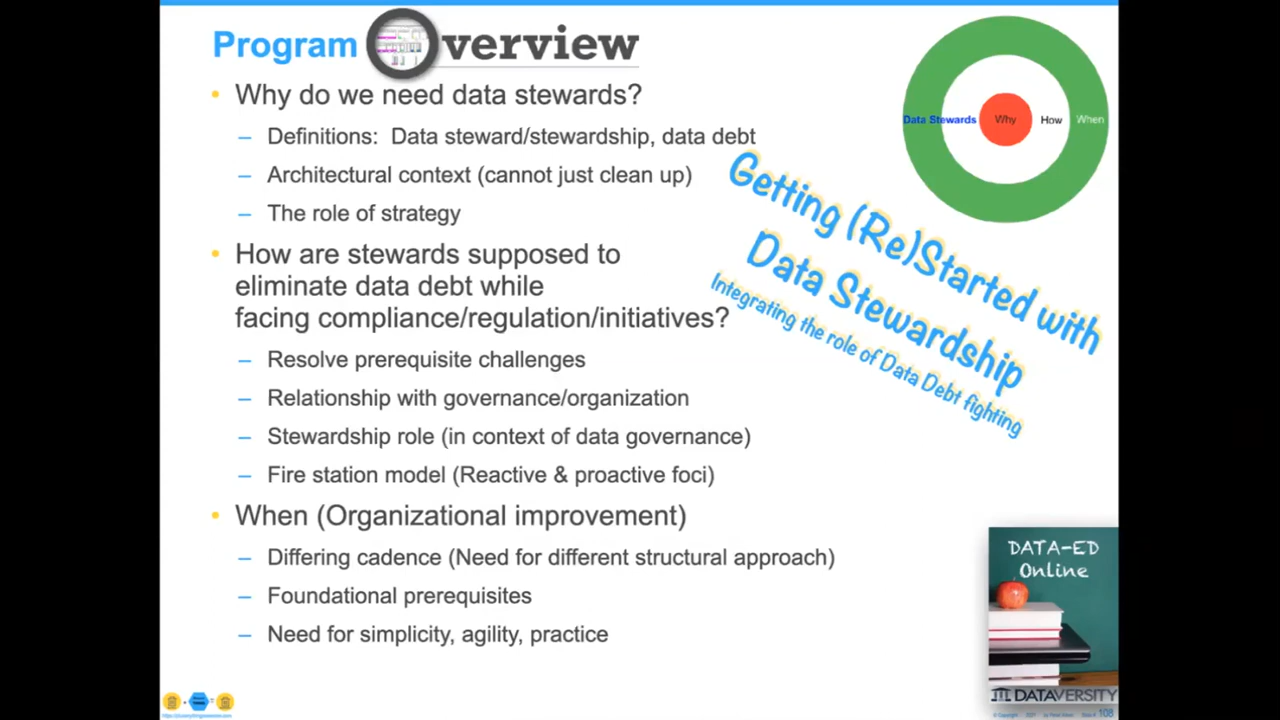 Program Overview
• Why do we need data stewards?
– Definitions: Data steward/stewardship, data debt
– Architectural context (cannot just clean up)
– The role of strategy
• How are stewards supposed to
eliminate data debt while
facing compliance/regulation/initiatives?
– Resolve prerequisite challenges
– Relationship with governance/organization
– Stewardship role (in context of data governance)
– Fire station model (Reactive & proactive foci)
• When (Organizational improvement)
– Differing cadence (Need for different structural approach)
– Foundational prerequisites
– Need for simplicity, agility, practice
Data Stewards Why How When
Getting (Re)Started with
Data Stewardship
Integrating the role of Data Debt fighting
DATA-ED
Online
DATAVERSITY
108